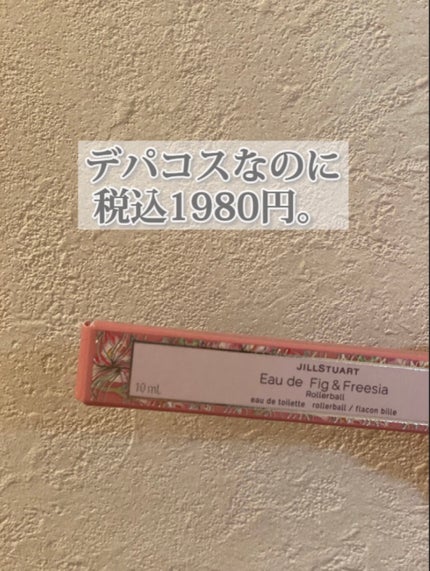 デパコスなのに
税込1980円。
JILLSTUART
Eau de Fig & Freesia
Rollerball
10 mL
eau de toilette rollerball / flacon bille